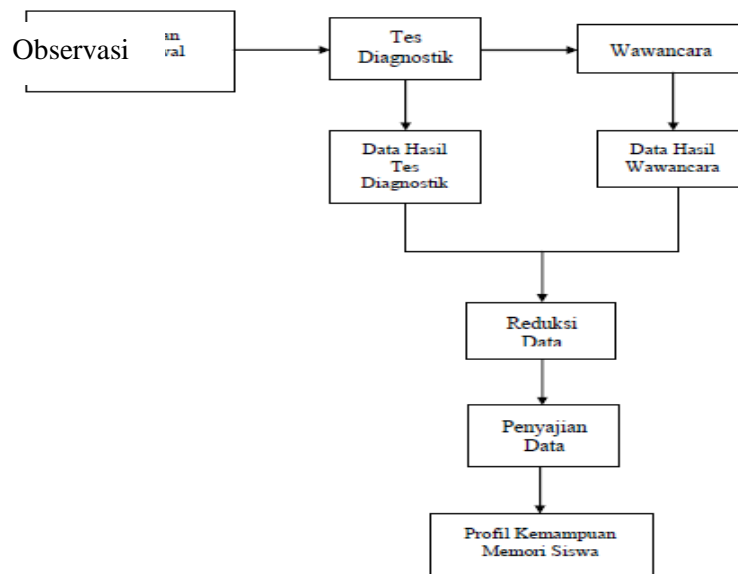 Observasi
Tes
Diagnostik
Wawancara
Data Hasil
Tes
Diagnostik
Data Hasil
Wawancara
Reduksi
Data
Penyajian
Data
Profil Kemampuan
Memori Siswa